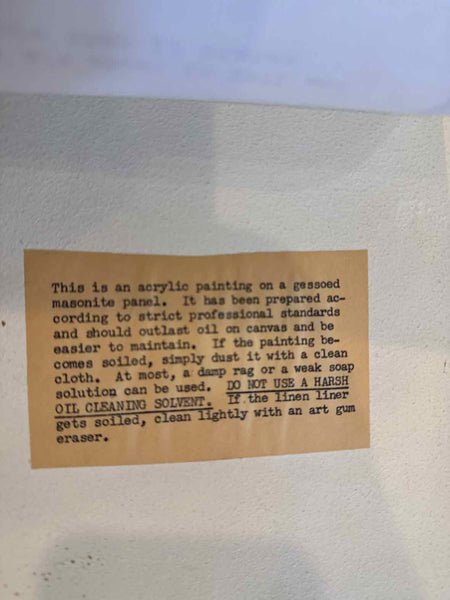 This is an acrylic painting on a gessoed
masonite panel. It has been prepared ac-
cording to strict professional standards
and should outlast oil on canvas and be
easier to maintain. If the painting be-
comes soiled, simply dust it with a clean
cloth. At most, a damp rag or a weak soap
solution can be used. DO NOT USE A HARSH
OIL CLEANING SOLVENT. If the linen liner
gets soiled, clean lightly with an art gum
eraser.